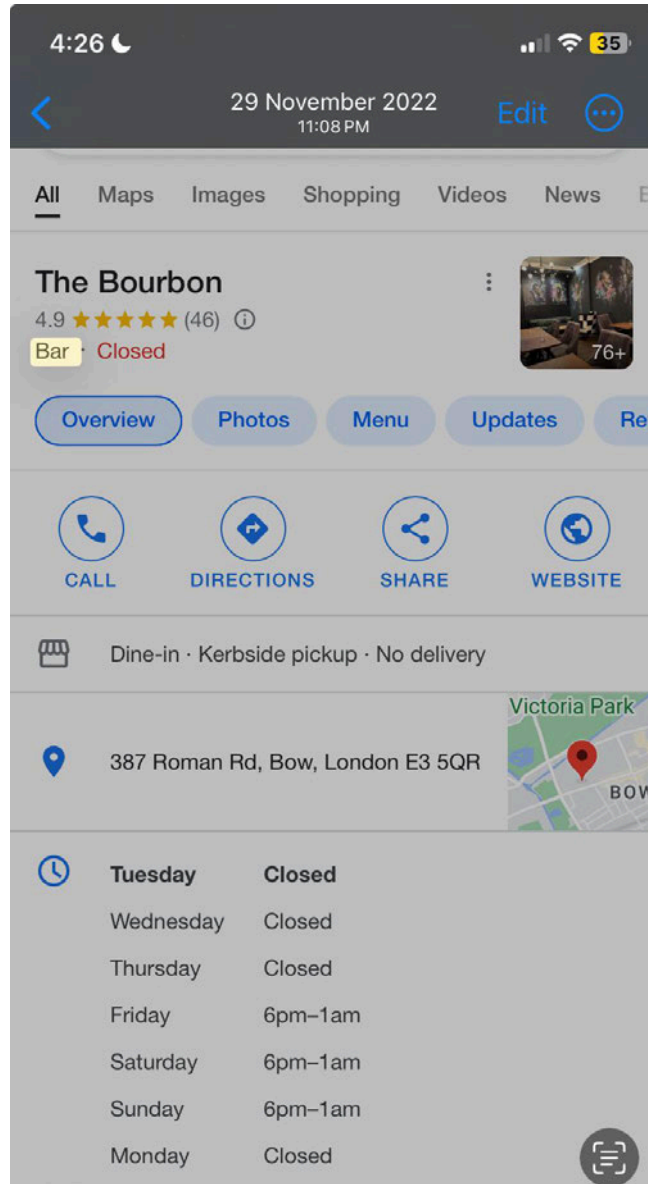 4:26 35
29 November 2022 Edit
11:08 PM
All Maps Images Shopping Videos News
The Bourbon
4.9 (46)
Bar · Closed
76+
Overview Photos Menu Updates Re
CALL DIRECTIONS SHARE WEBSITE
Dine-in · Kerbside pickup · No delivery
Victoria Park
387 Roman Rd, Bow, London E3 5QR
BOW
Tuesday Closed
Wednesday Closed
Thursday Closed
Friday 6pm–1am
Saturday 6pm–1am
Sunday 6pm–1am
Monday Closed